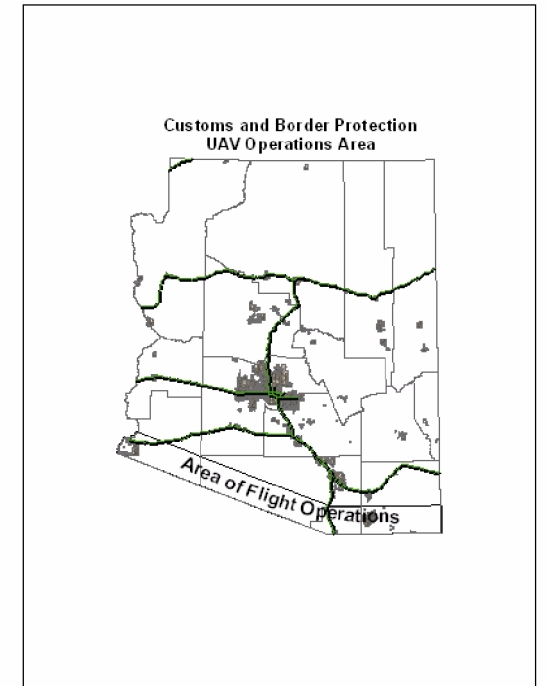 Customs and Border Protection
UAV Operations Area
Area of Flight Operations